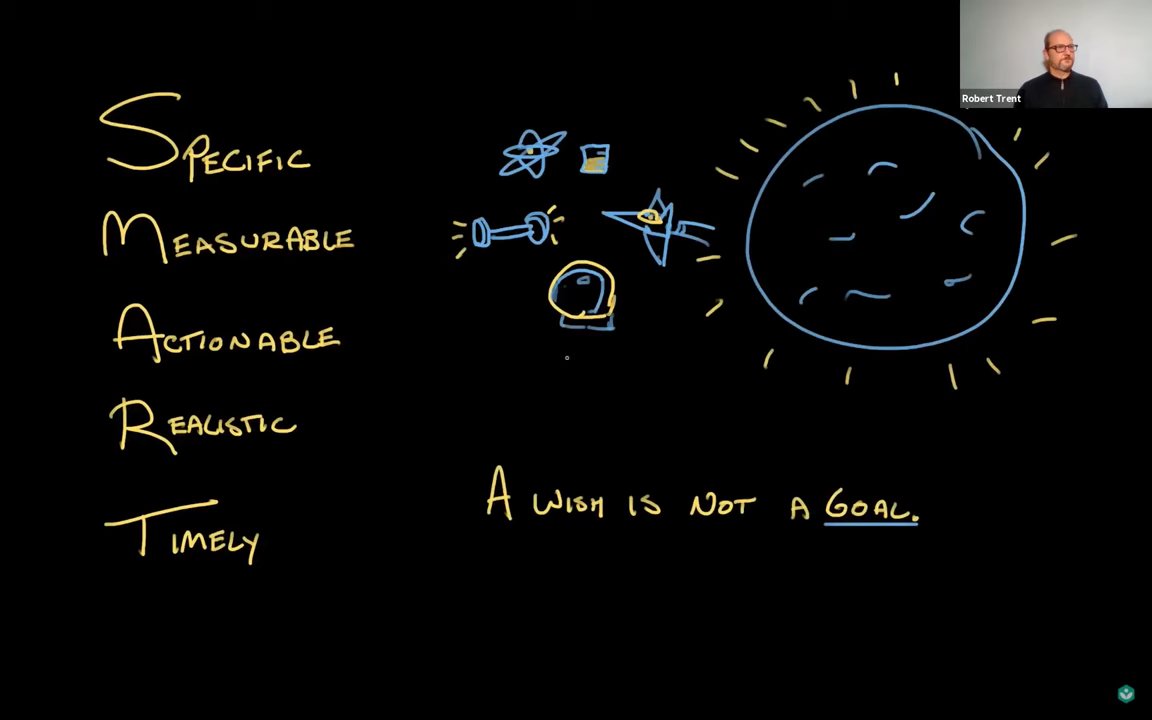 Robert Trent
SPECIFIC
MEASURABLE
ACTIONABLE
REALISTIC
TIMELY
A WISH IS NOT A GOAL.